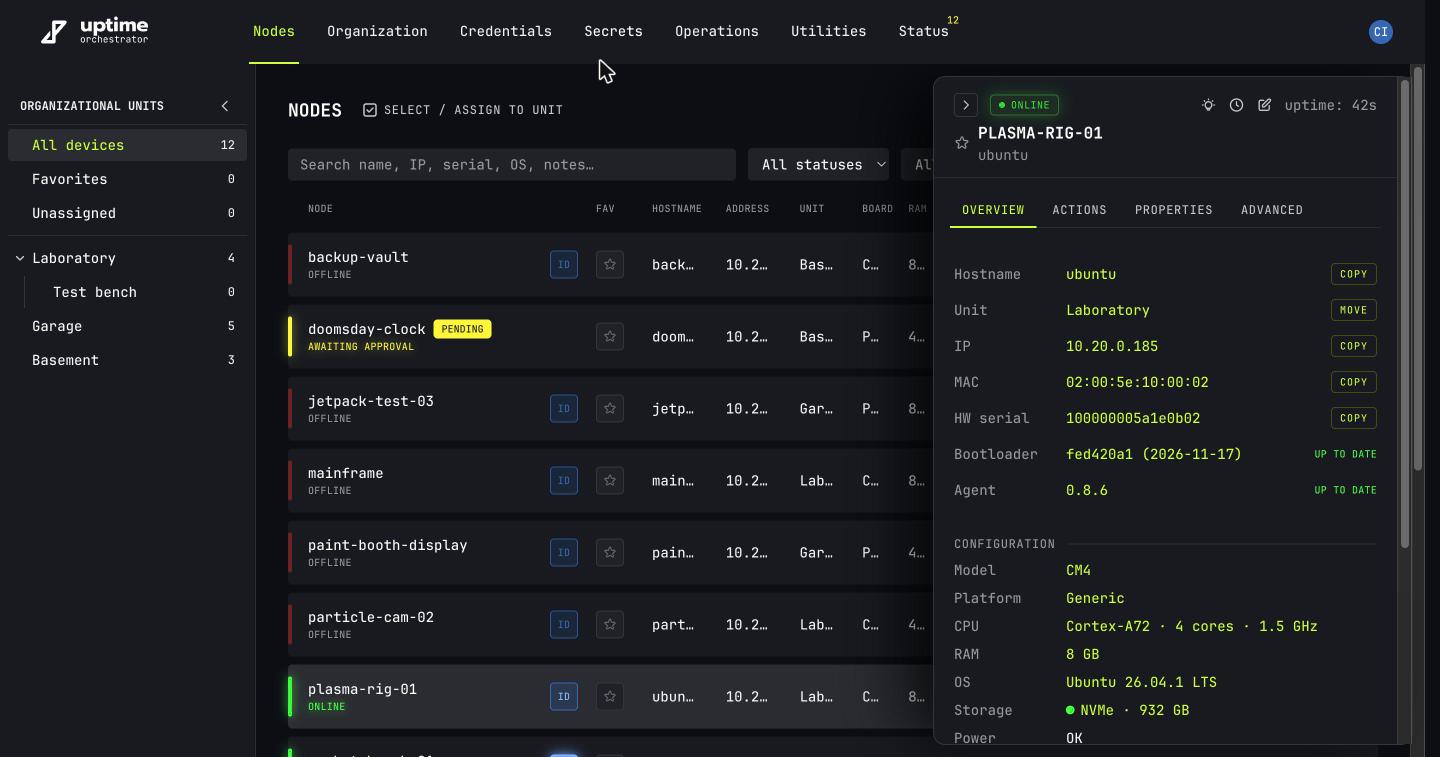 uptime
orchestrator
Nodes Organization Credentials Secrets Operations Utilities Status 12
CI
ORGANIZATIONAL UNITS
All devices 12
Favorites 0
Unassigned 0
Laboratory 4
Test bench 0
Garage 5
Basement 3
NODES SELECT / ASSIGN TO UNIT
Search name, IP, serial, OS, notes…
All statuses
NODE FAV HOSTNAME ADDRESS UNIT BOARD RAM
backup-vault ID back… 10.2… Bas… C… 8…
OFFLINE
doomsday-clock PENDING doom… 10.2… Bas… P… 4…
AWAITING APPROVAL
jetpack-test-03 ID jetp… 10.2… Gar… P… 8…
OFFLINE
mainframe ID main… 10.2… Lab… C… 8…
OFFLINE
paint-booth-display ID pain… 10.2… Gar… P… 4…
OFFLINE
particle-cam-02 ID part… 10.2… Lab… C… 4…
OFFLINE
plasma-rig-01 ID ubun… 10.2… Lab… C… 8…
ONLINE
ONLINE uptime: 42s
PLASMA-RIG-01
ubuntu
OVERVIEW ACTIONS PROPERTIES ADVANCED
Hostname ubuntu COPY
Unit Laboratory MOVE
IP 10.20.0.185 COPY
MAC 02:00:5e:10:00:02 COPY
HW serial 100000005a1e0b02 COPY
Bootloader fed420a1 (2026-11-17) UP TO DATE
Agent 0.8.6 UP TO DATE
CONFIGURATION
Model CM4
Platform Generic
CPU Cortex-A72 · 4 cores · 1.5 GHz
RAM 8 GB
OS Ubuntu 26.04.1 LTS
Storage NVMe · 932 GB
Power OK